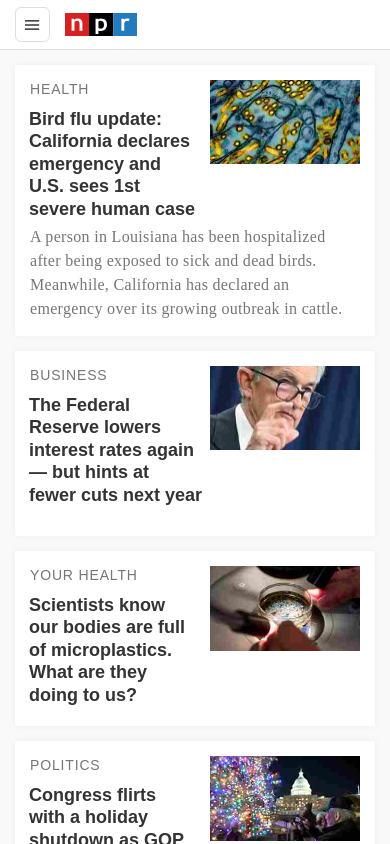 npr
HEALTH
Bird flu update:
California declares
emergency and
U.S. sees 1st
severe human case
A person in Louisiana has been hospitalized
after being exposed to sick and dead birds.
Meanwhile, California has declared an
emergency over its growing outbreak in cattle.
BUSINESS
The Federal
Reserve lowers
interest rates again
— but hints at
fewer cuts next year
YOUR HEALTH
Scientists know
our bodies are full
of microplastics.
What are they
doing to us?
POLITICS
Congress flirts
with a holiday
shutdown as GOP